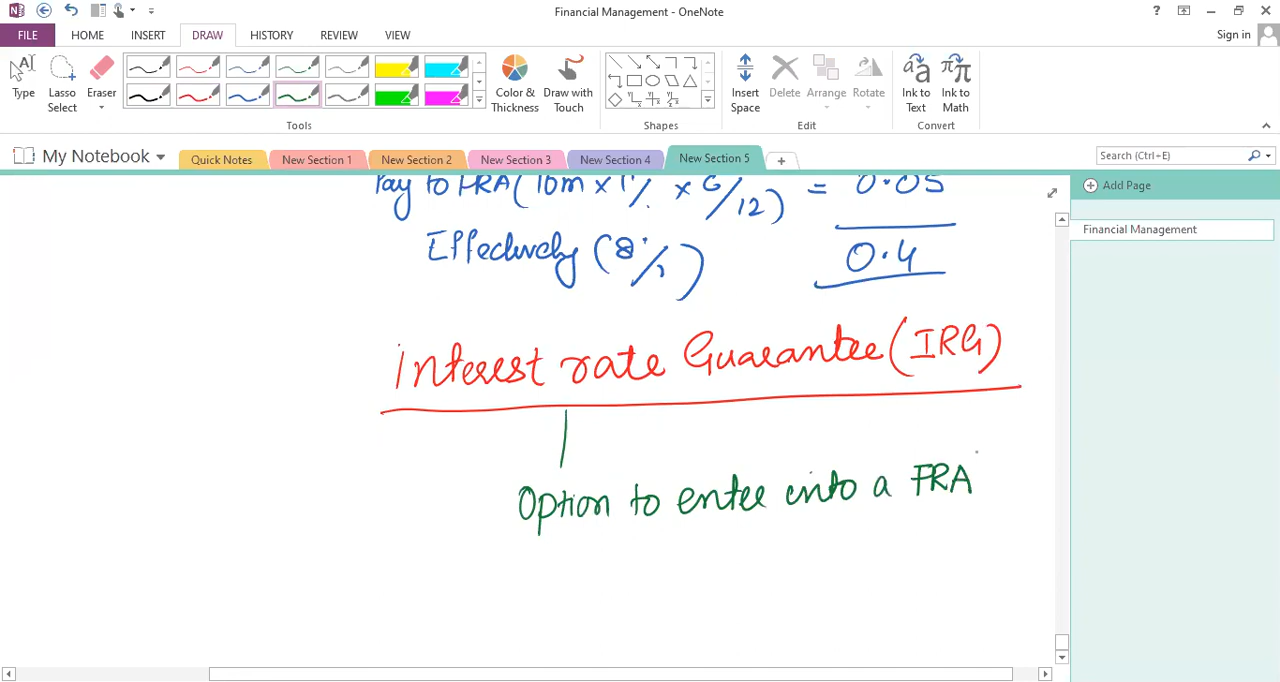 Financial Management - OneNote
Sign in
FILE HOME INSERT DRAW HISTORY REVIEW VIEW
Type Lasso Select Eraser Color & Thickness Draw with Touch Insert Space Delete Arrange Rotate Ink to Text Ink to Math
Tools Shapes Edit Convert
My Notebook Quick Notes New Section 1 New Section 2 New Section 3 New Section 4 New Section 5 Search (Ctrl+E)
Add Page
Financial Management
Pay to FRA (10m x 1% x 6/12) = 0.05
Effectively (8%) 0.4
interest rate Guarantee (IRG)
Option to enter into a FRA